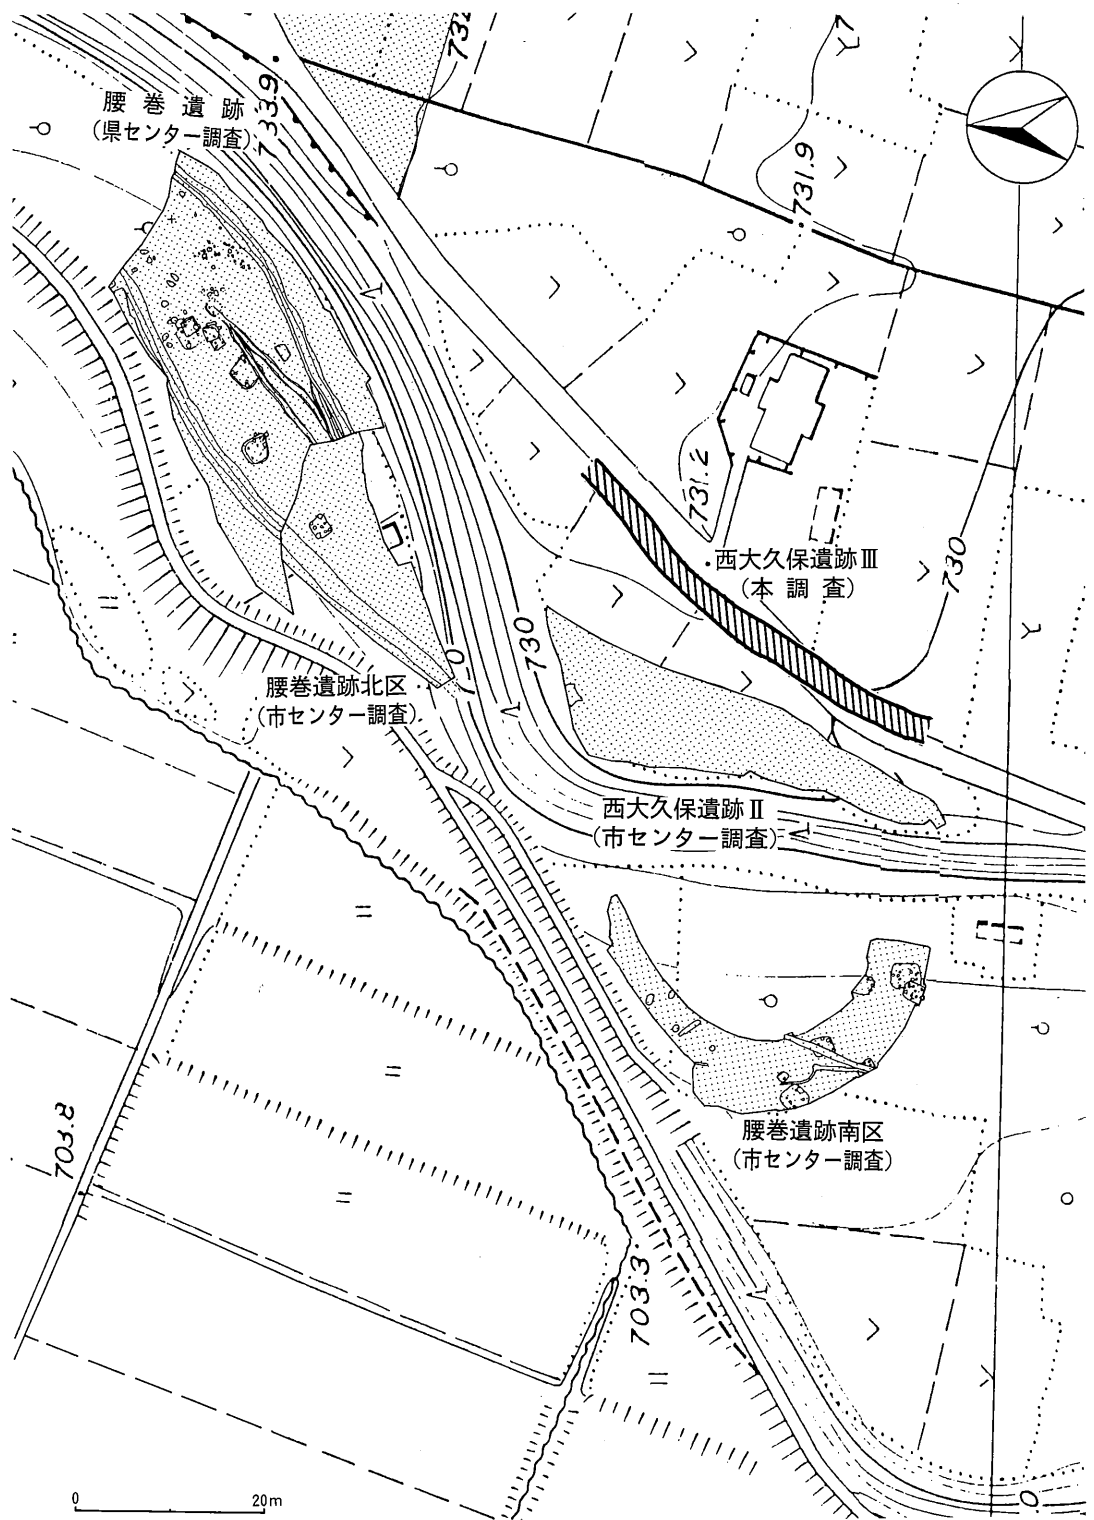 腰巻遺跡
(県センター調査)
733.9
731.9
731.2
西大久保遺跡Ⅲ
(本調査)
730
730
腰巻遺跡北区
(市センター調査)
西大久保遺跡Ⅱ
(市センター調査)
腰巻遺跡南区
(市センター調査)
703.8
703.3
0
20m